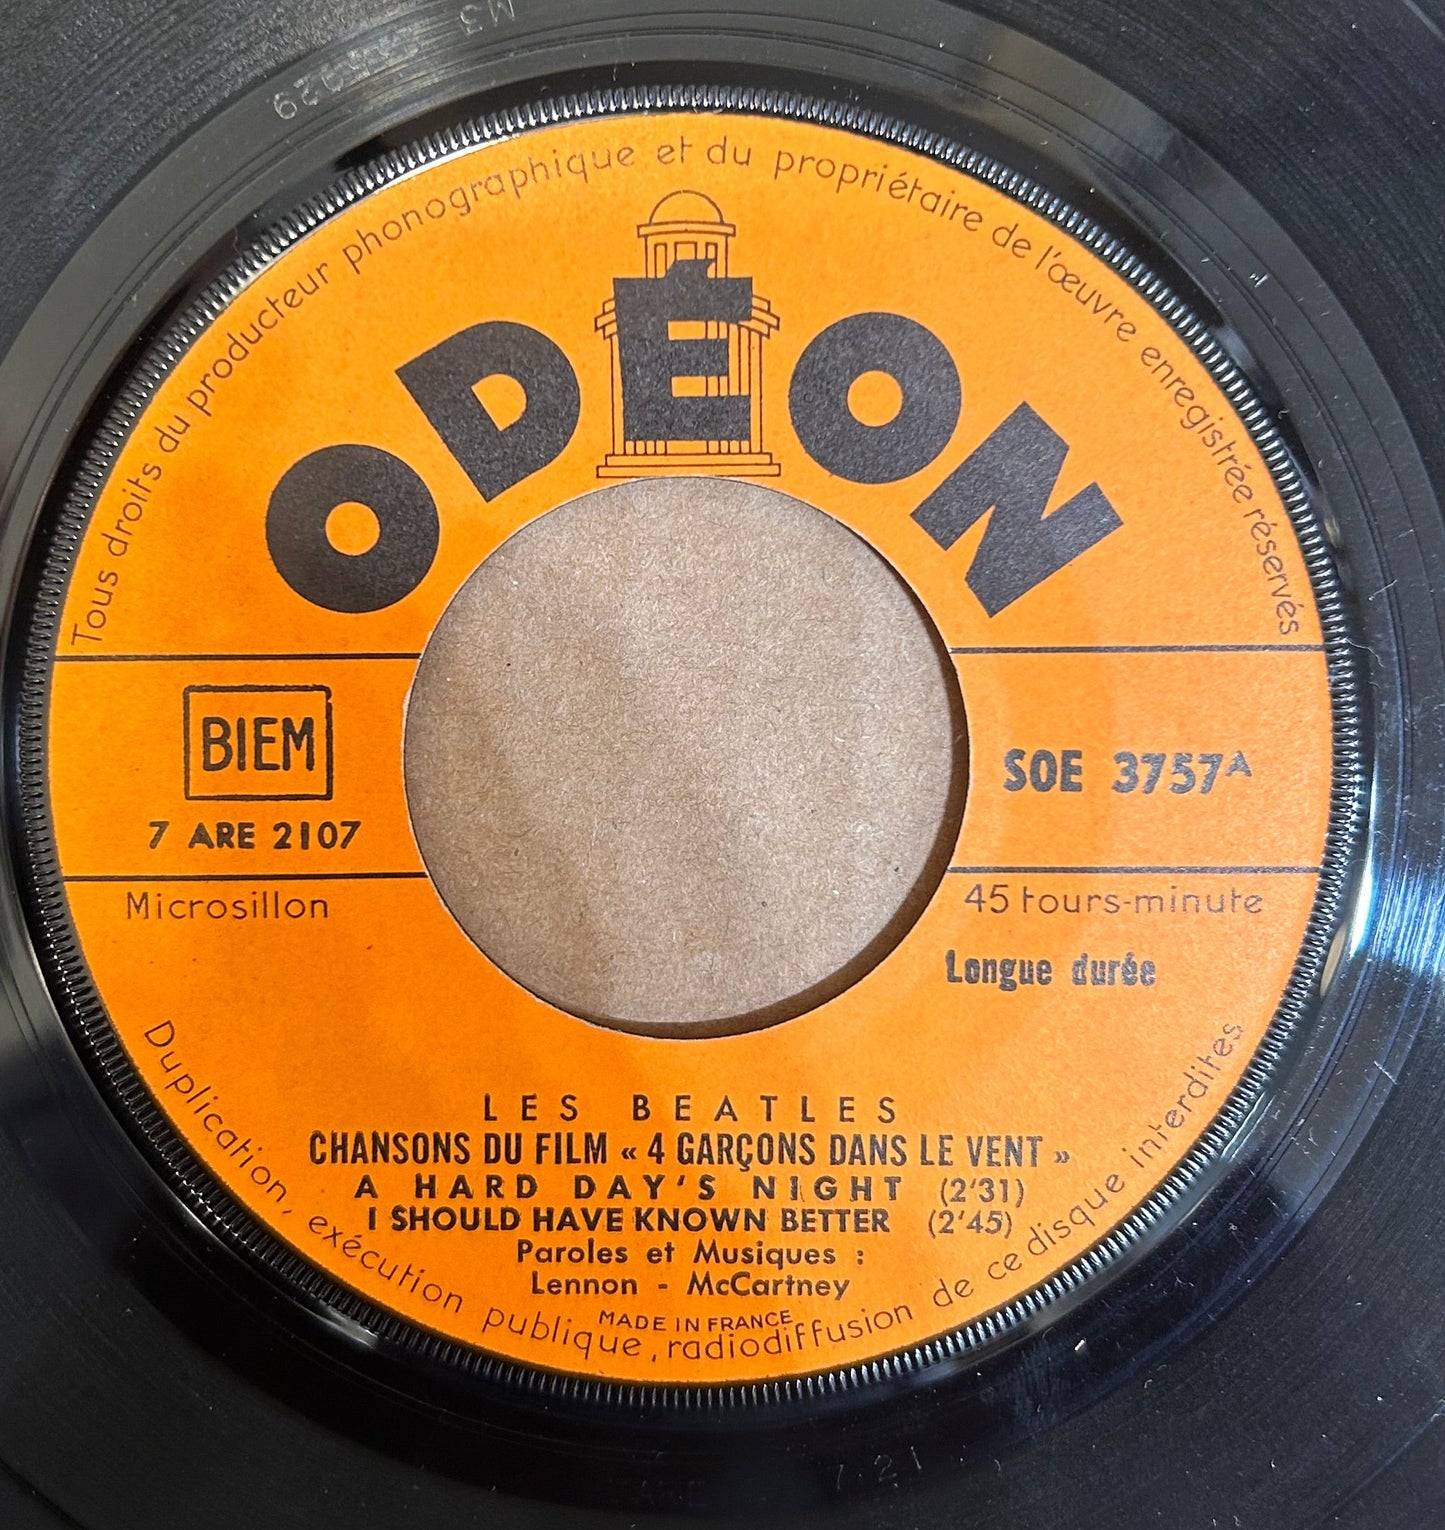 Tous droits du producteur phonographique et du propriétaire de l'œuvre enregistrée réservés
ODÉON
BIEM
7 ARE 2107
SOE 3757A
Microsillon
45 tours-minute
Longue durée
LES BEATLES
CHANSONS DU FILM « 4 GARÇONS DANS LE VENT »
A HARD DAY'S NIGHT (2'31)
I SHOULD HAVE KNOWN BETTER (2'45)
Paroles et Musiques :
Lennon - McCartney
MADE IN FRANCE
Duplication, exécution publique, radiodiffusion de ce disque interdites
M3
7.21